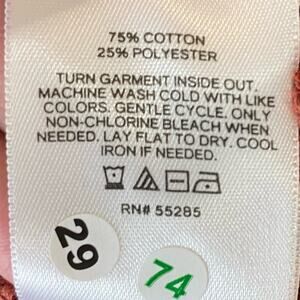 75% COTTON
25% POLYESTER
TURN GARMENT INSIDE OUT.
MACHINE WASH COLD WITH LIKE
COLORS. GENTLE CYCLE. ONLY
NON-CHLORINE BLEACH WHEN
NEEDED. LAY FLAT TO DRY. COOL
IRON IF NEEDED.
RN# 55285
29
74